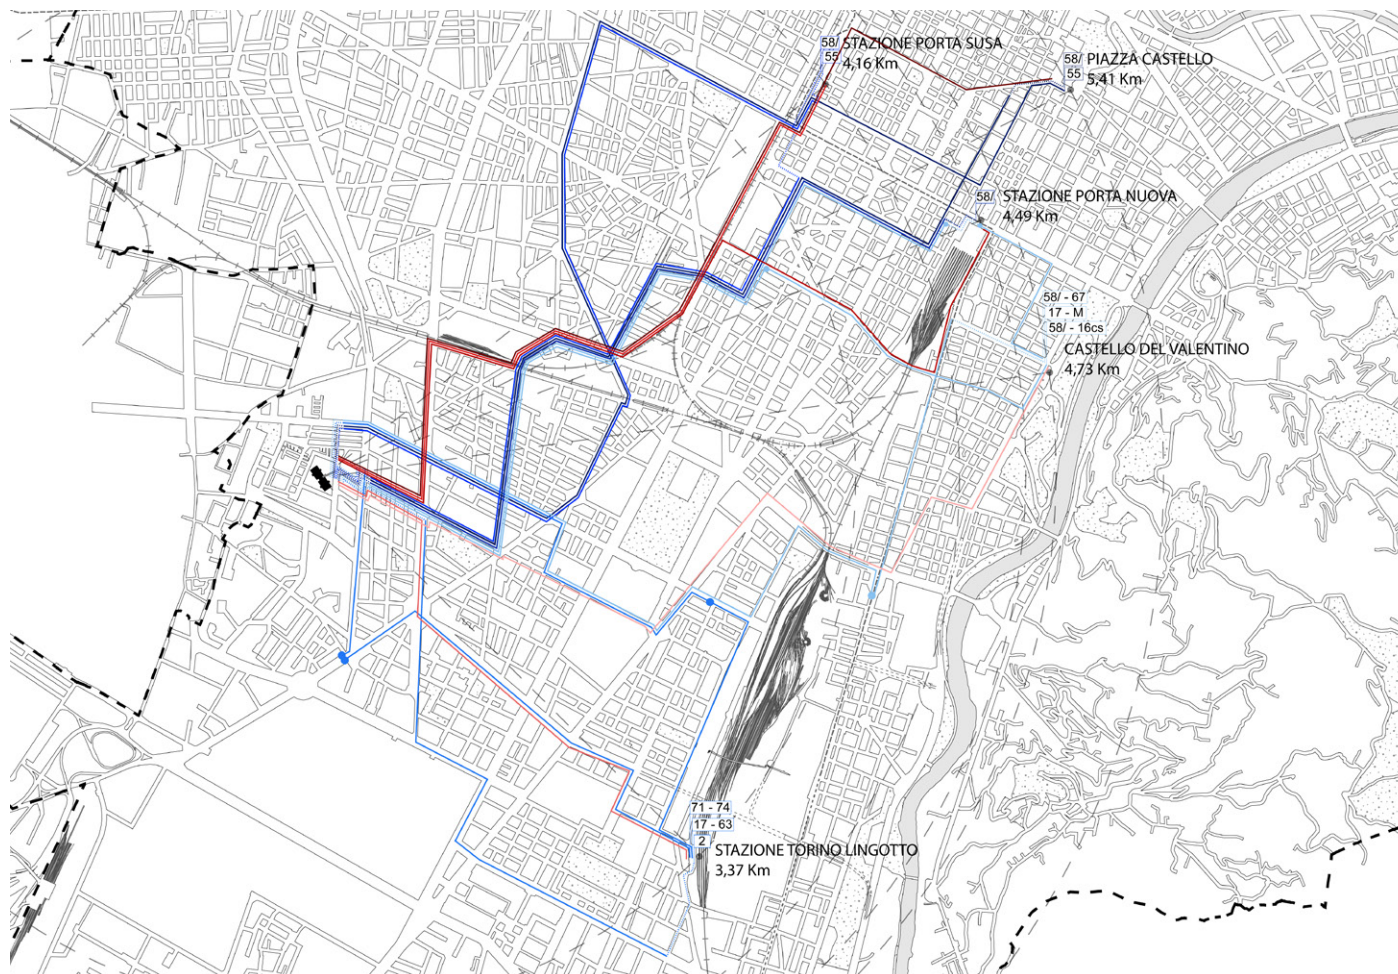 58/
55
STAZIONE PORTA SUSA
4,16 Km
58/
55
PIAZZA CASTELLO
5,41 Km
58/
STAZIONE PORTA NUOVA
4,49 Km
58/ - 67
17 - M
58/ - 16cs
CASTELLO DEL VALENTINO
4,73 Km
71 - 74
17 - 63
2
STAZIONE TORINO LINGOTTO
3,37 Km